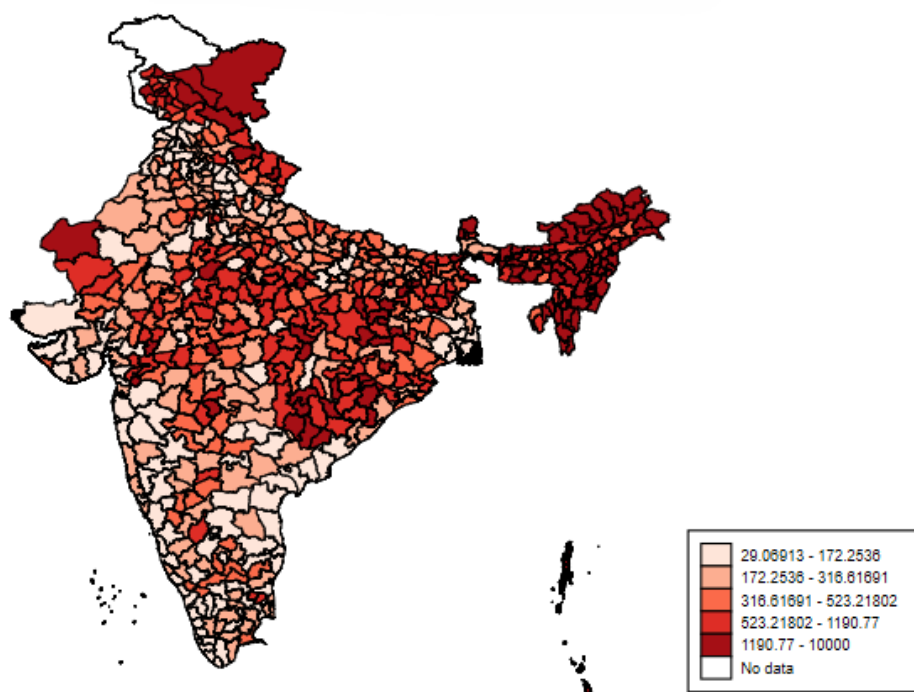 29.06913 - 172.2536
172.2536 - 316.61691
316.61691 - 523.21802
523.21802 - 1190.77
1190.77 - 10000
No data